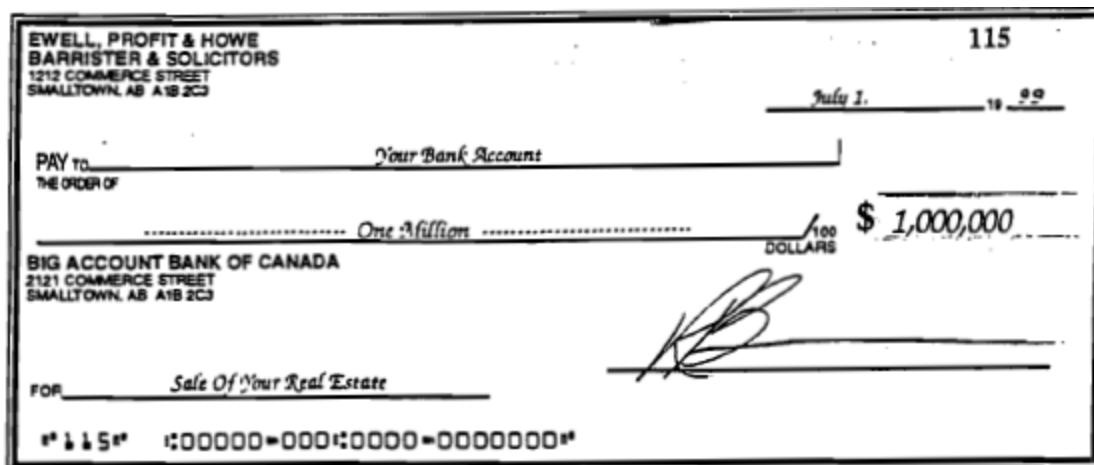 EWELL, PROFIT & HOWE
BARRISTER & SOLICITORS
1212 COMMERCE STREET
SMALLTOWN, AB A1B 2C3
115
July 1. 19 99
PAY TO Your Bank Account
THE ORDER OF
One Million /100
DOLLARS
$ 1,000,000
BIG ACCOUNT BANK OF CANADA
2121 COMMERCE STREET
SMALLTOWN, AB A1B 2C3
FOR Sale Of Your Real Estate
⑈115⑈ ⑆00000⑉000⑆0000⑉0000000⑈